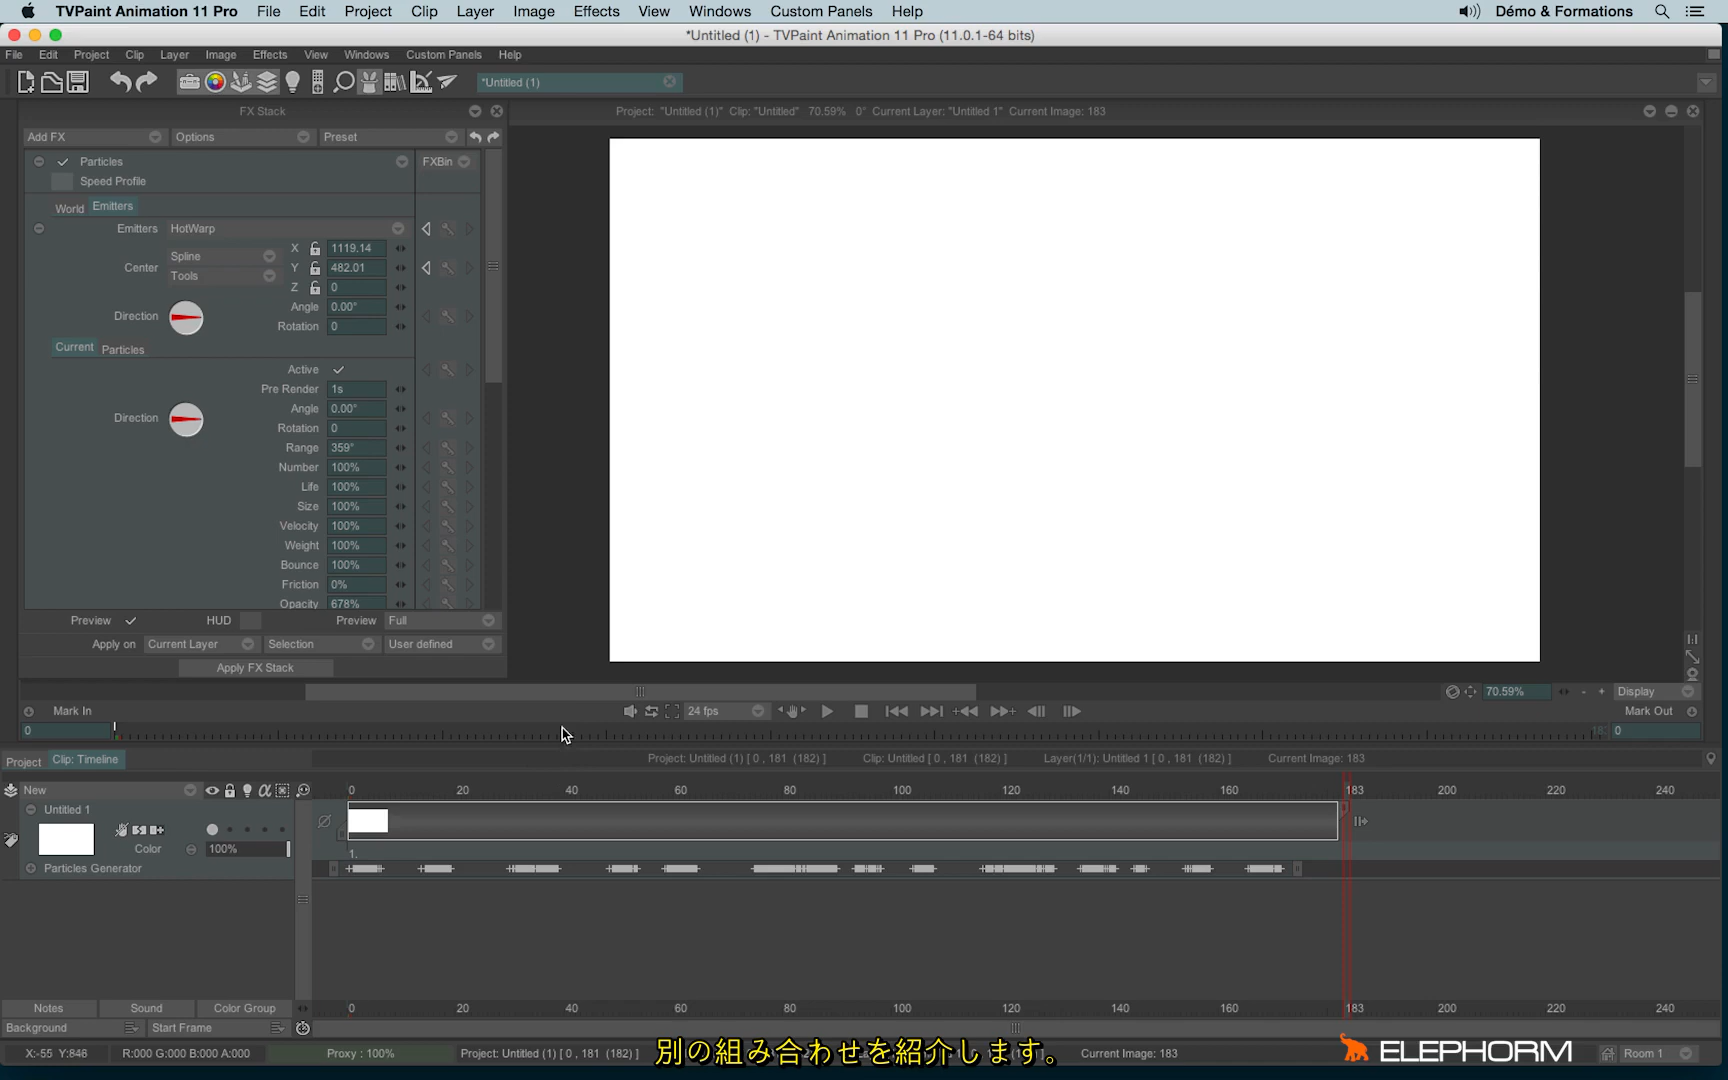 TVPaint Animation 11 Pro File Edit Project Clip Layer Image Effects View Windows Custom Panels Help Démo & Formations
*Untitled (1) - TVPaint Animation 11 Pro (11.0.1-64 bits)
File Edit Project Clip Layer Image Effects View Windows Custom Panels Help
*Untitled (1)
FX Stack
Project: "Untitled (1)" Clip: "Untitled" 70.59% 0° Current Layer: "Untitled 1" Current Image: 183
Add FX Options Preset
Particles FXBin
Speed Profile
World Emitters
Emitters HotWarp
X 1119.14
Spline
Center Y 482.01
Tools
Z 0
Angle 0.00°
Direction
Rotation 0
Current Particles
Active
Pre Render 1s
Angle 0.00°
Direction
Rotation 0
Range 359°
Number 100%
Life 100%
Size 100%
Velocity 100%
Weight 100%
Bounce 100%
Friction 0%
Opacity 678%
Preview HUD Preview Full
Apply on Current Layer Selection User defined
Apply FX Stack
70.59% - + Display
Mark In 24 fps Mark Out
0 0
Project Clip: Timeline Project: Untitled (1) [ 0 , 181 (182) ] Clip: Untitled [ 0 , 181 (182) ] Layer(1/1): Untitled 1 [ 0 , 181 (182) ] Current Image: 183
New 0 20 40 60 80 100 120 140 160 183 200 220 240
Untitled 1
Color 100%
1.
Particles Generator
Notes Sound Color Group 0 20 40 60 80 100 120 140 160 183 200 220 240
Background Start Frame
X:-55 Y:846 R:000 G:000 B:000 A:000 Proxy : 100% Project: Untitled (1) [ 0 , 181 (182) ] Current Image: 183 Room 1
別の組み合わせを紹介します。
ELEPHORM